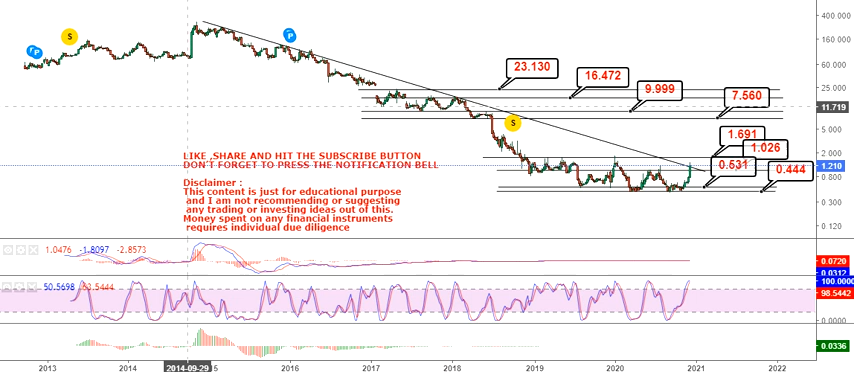 400.000
160.000
60.000
25.000
11.719
5.000
2.000
1.210
0.800
0.300
0.120
P
S
P
S
23.130
16.472
9.999
7.560
1.691
1.026
0.531
0.444
LIKE ,SHARE AND HIT THE SUBSCRIBE BUTTON
DON'T FORGET TO PRESS THE NOTIFICATION BELL
Disclaimer :
This content is just for educational purpose
and I am not recommending or suggesting
any trading or investing ideas out of this.
Money spent on any financial instruments
requires individual due diligence
1.0476 -1.8097 -2.8573
0.0720
0.0312
50.5698 53.5444
100.0000
98.5442
0.0000
0.0336
2013 2014 2014-09-29 15 2016 2017 2018 2019 2020 2021 2022